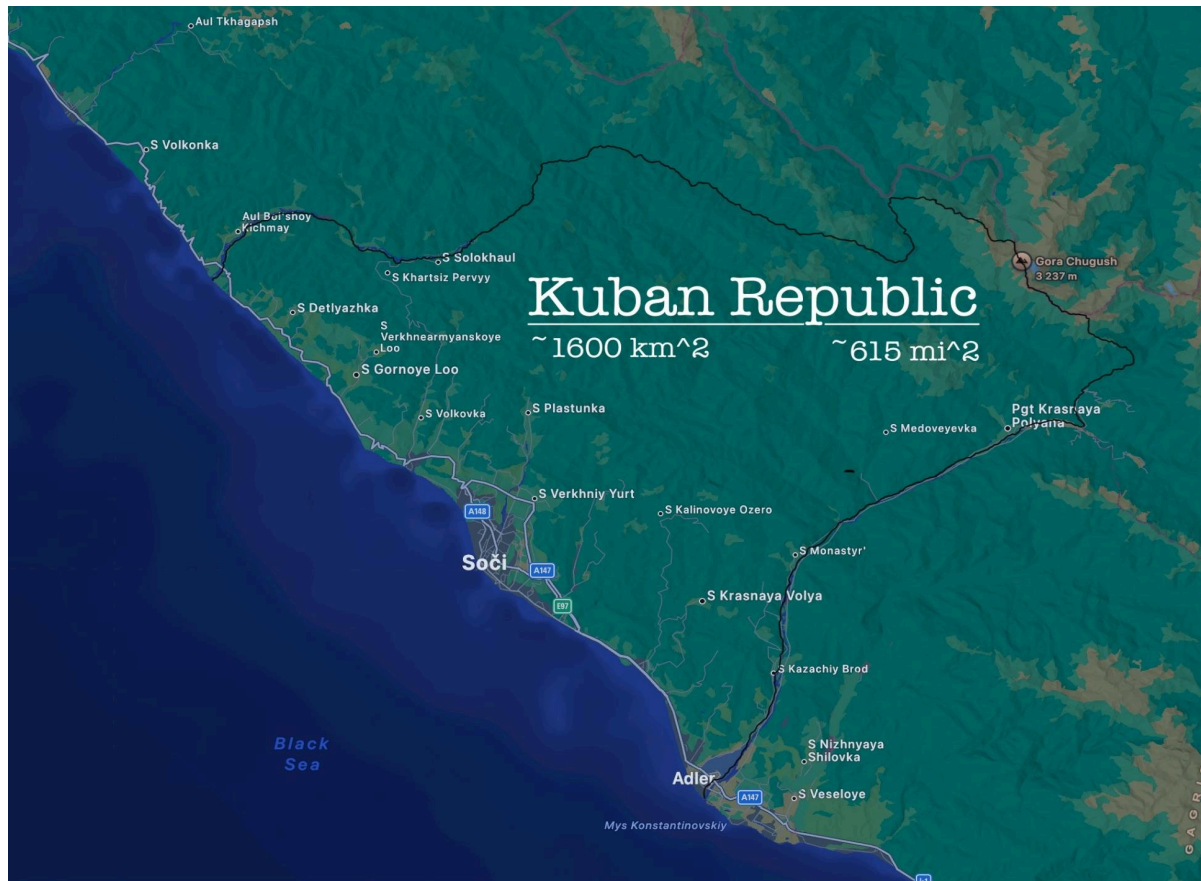 Aul Tkhagapsh
S Volkonka
Aul Bol'shoy
Kichmay
S Solokhaul
S Khartsiz Pervyy
Gora Chugush
3 237 m
Kuban Republic
~1600 km^2
~615 mi^2
S Detlyazhka
S
Verkhnearmyanskoye
Loo
S Gornoye Loo
S Volkovka
S Plastunka
Pgt Krasnaya
Polyana
S Medoveyevka
S Verkhniy Yurt
A148
S Kalinovoye Ozero
Soči
A147
S Monastyr'
E97
S Krasnaya Volya
S Kazachiy Brod
Black
Sea
S Nizhnyaya
Shilovka
Adler
A147
S Veseloye
Mys Konstantinovskiy